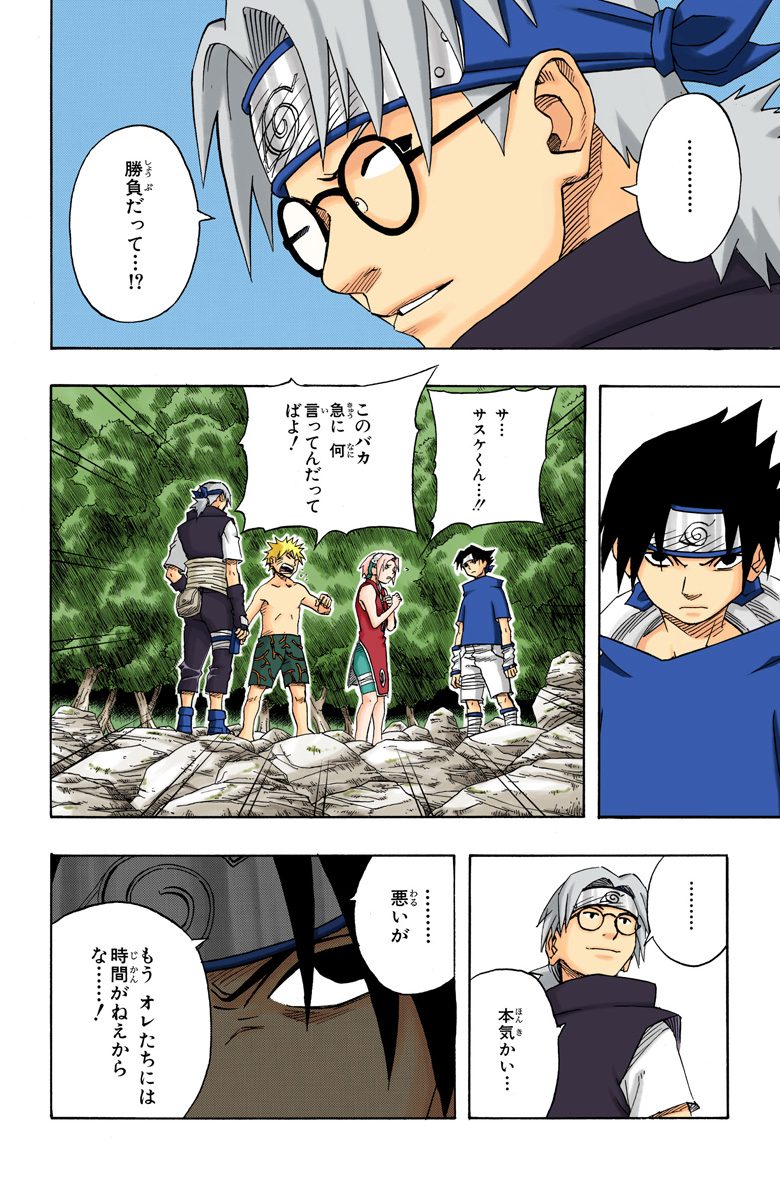 ………
勝負だって…!?
サ…
サスケくん…!!
このバカ
急に 何
言ってんだって
ばよ!
………
本気かい…
………
悪いが
もう オレたちには
時間がねえから
な……!